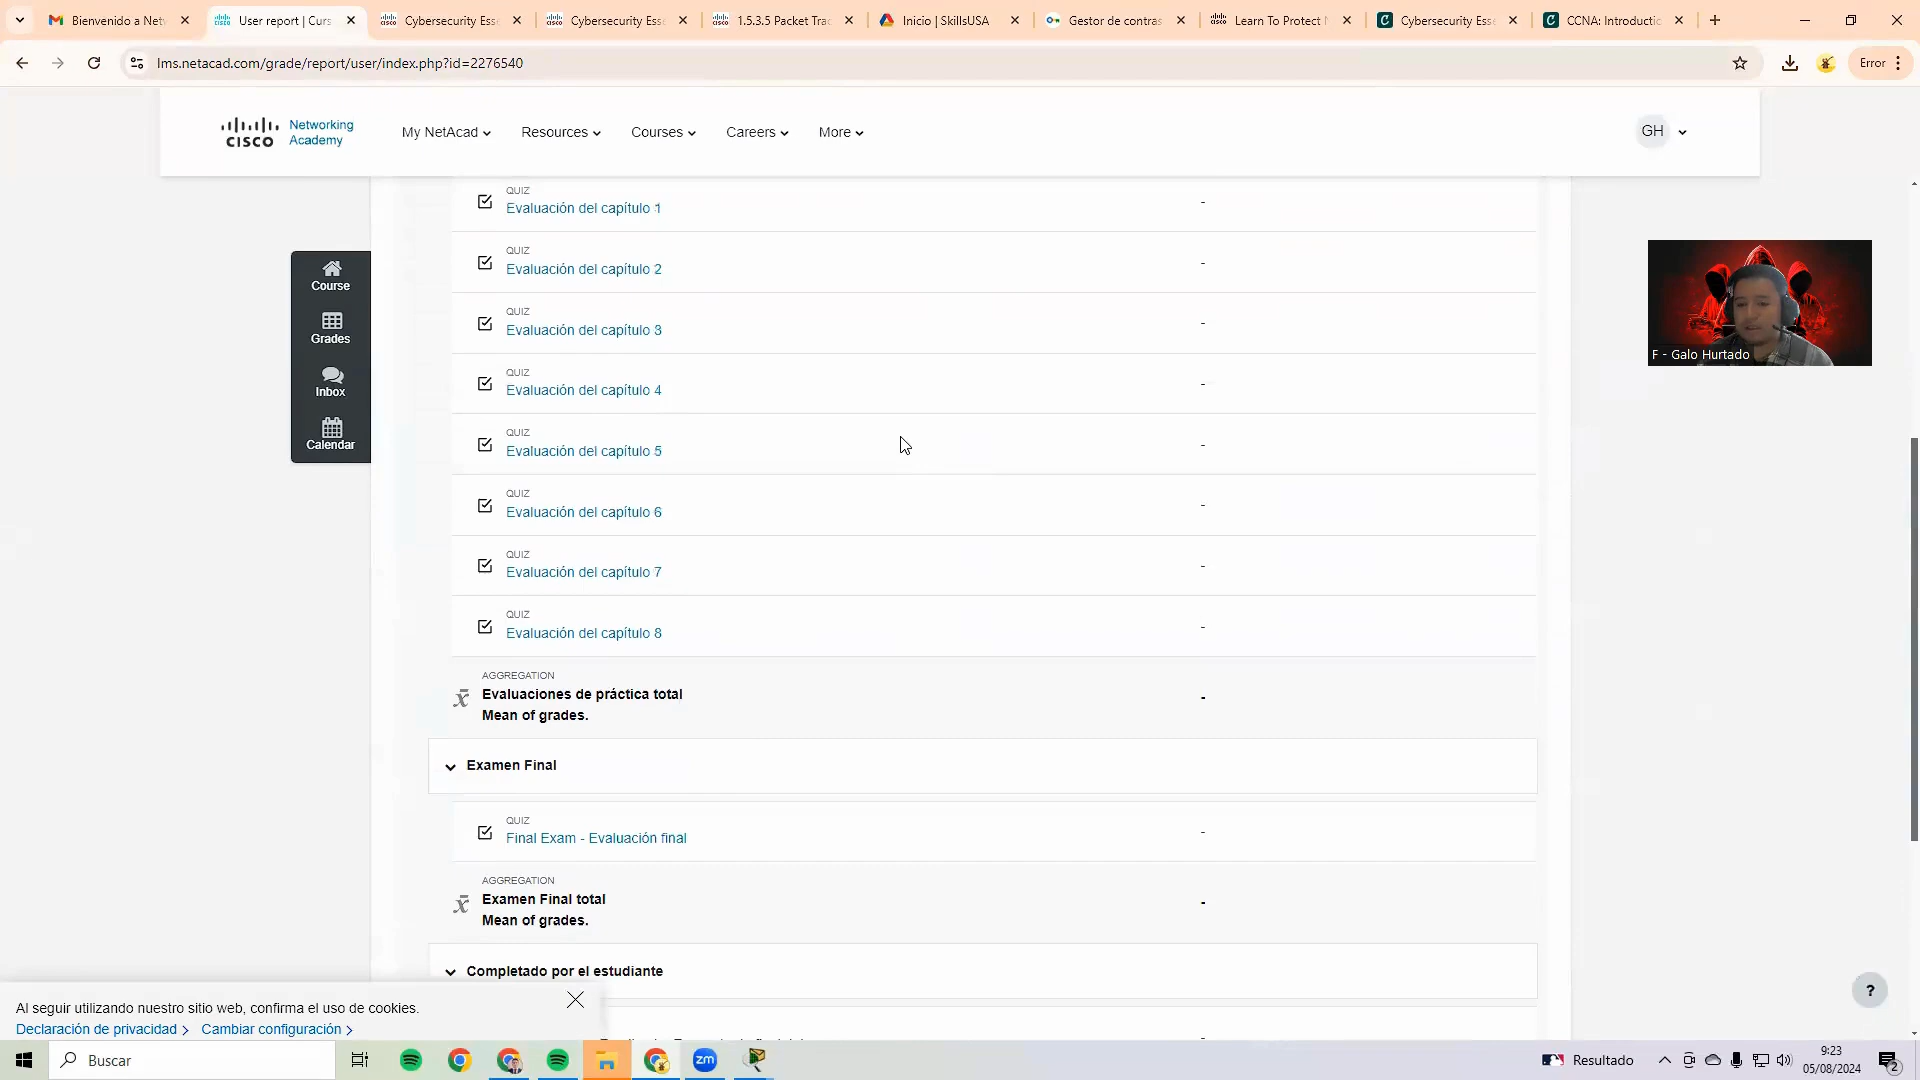 Bienvenido a Netw
User report | Curs
Cybersecurity Esse
Cybersecurity Esse
1.5.3.5 Packet Trac
Inicio | SkillsUSA
Gestor de contras
Learn To Protect
Cybersecurity Esse
CCNA: Introductio
lms.netacad.com/grade/report/user/index.php?id=2276540
Error
CISCO
Networking
Academy
My NetAcad
Resources
Courses
Careers
More
GH
QUIZ
Evaluación del capítulo 1
-
QUIZ
Evaluación del capítulo 2
-
QUIZ
Evaluación del capítulo 3
-
QUIZ
Evaluación del capítulo 4
-
QUIZ
Evaluación del capítulo 5
-
QUIZ
Evaluación del capítulo 6
-
QUIZ
Evaluación del capítulo 7
-
QUIZ
Evaluación del capítulo 8
-
AGGREGATION
Evaluaciones de práctica total
Mean of grades.
-
Examen Final
QUIZ
Final Exam - Evaluación final
-
AGGREGATION
Examen Final total
Mean of grades.
-
Completado por el estudiante
Course
Grades
Inbox
Calendar
F - Galo Hurtado
Al seguir utilizando nuestro sitio web, confirma el uso de cookies.
Declaración de privacidad
Cambiar configuración
?
Buscar
zm
Resultado
9:23
05/08/2024
2